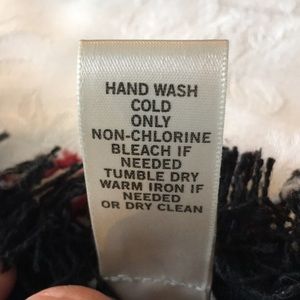 HAND WASH
COLD
ONLY
NON-CHLORINE
BLEACH IF
NEEDED
TUMBLE DRY
WARM IRON IF
NEEDED
OR DRY CLEAN